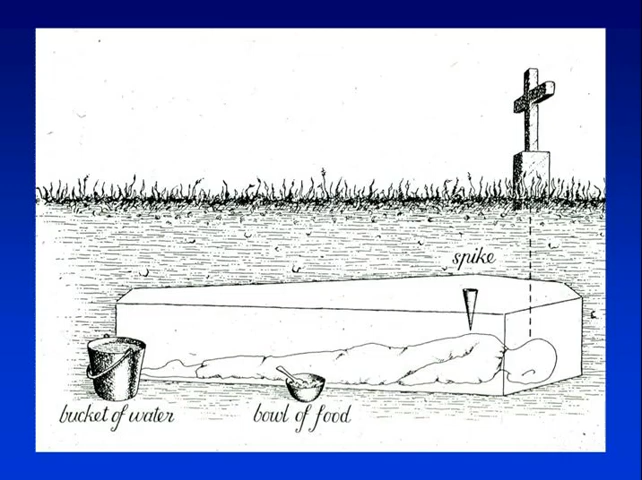 spike
bucket of water
bowl of food